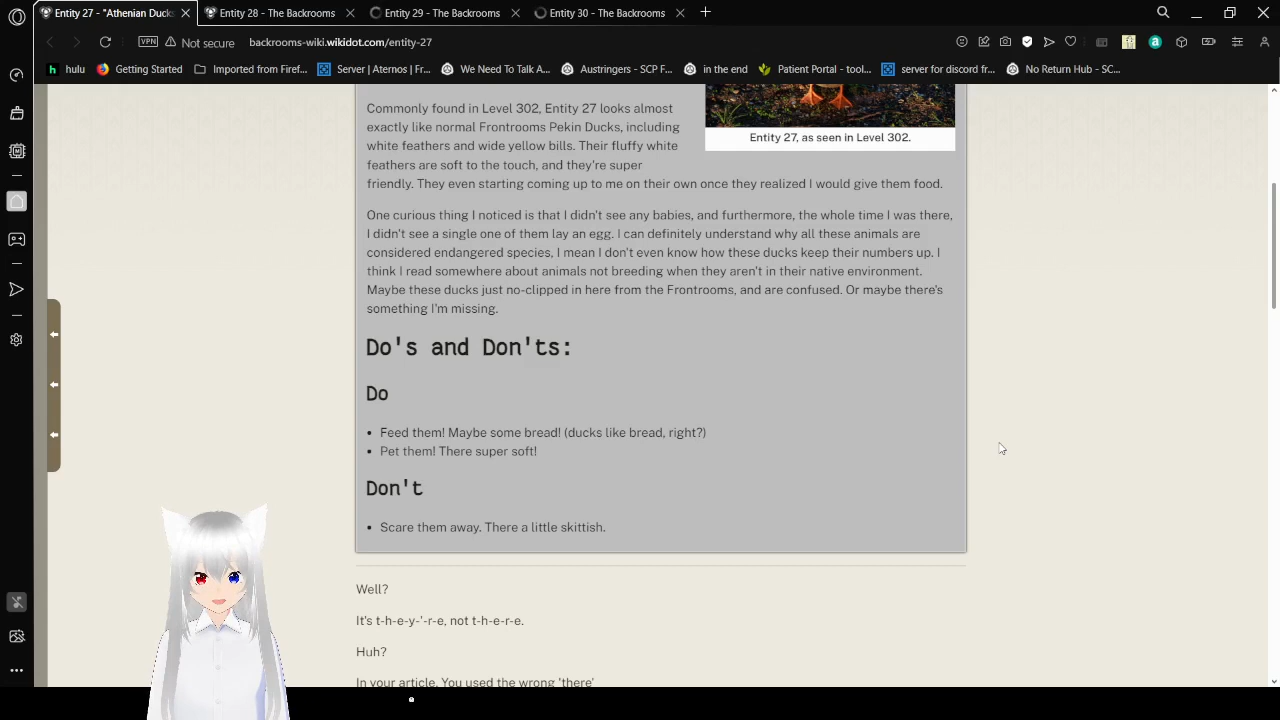 Entity 27 - "Athenian Duck
Entity 28 - The Backrooms
Entity 29 - The Backrooms
Entity 30 - The Backrooms
VPN
Not secure
backrooms-wiki.wikidot.com/entity-27
hulu
Getting Started
Imported from Firef...
Server | Aternos | Fr...
We Need To Talk A...
Austringers - SCP F...
in the end
Patient Portal - tool...
server for discord fr...
No Return Hub - SC...
Commonly found in Level 302, Entity 27 looks almost
exactly like normal Frontrooms Pekin Ducks, including
white feathers and wide yellow bills. Their fluffy white
feathers are soft to the touch, and they're super
friendly. They even starting coming up to me on their own once they realized I would give them food.
Entity 27, as seen in Level 302.
One curious thing I noticed is that I didn't see any babies, and furthermore, the whole time I was there,
I didn't see a single one of them lay an egg. I can definitely understand why all these animals are
considered endangered species, I mean I don't even know how these ducks keep their numbers up. I
think I read somewhere about animals not breeding when they aren't in their native environment.
Maybe these ducks just no-clipped in here from the Frontrooms, and are confused. Or maybe there's
something I'm missing.
Do's and Don'ts:
Do
• Feed them! Maybe some bread! (ducks like bread, right?)
• Pet them! There super soft!
Don't
• Scare them away. There a little skittish.
Well?
It's t-h-e-y-'-r-e, not t-h-e-r-e.
Huh?
In your article. You used the wrong 'there'